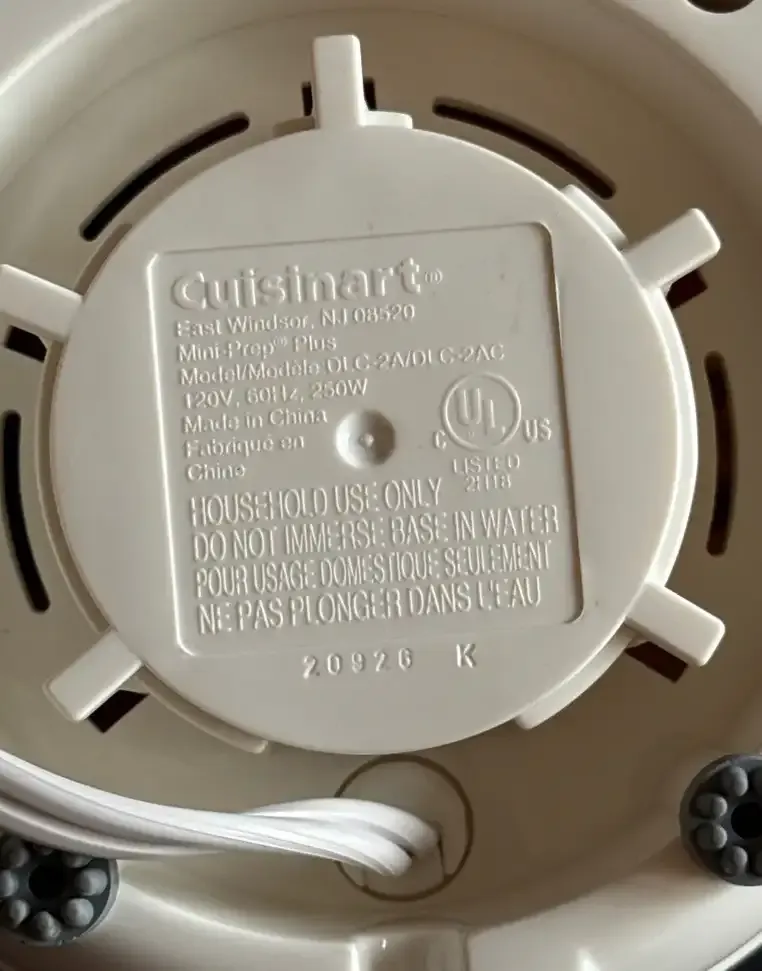 Cuisinart®
East Windsor, NJ 08520
Mini-Prep® Plus
Model/Modèle DLC-2A/DLC-2AC
120V, 60Hz, 250W
Made in China
Fabriqué en
Chine
C UL US
LISTED
2H18
HOUSEHOLD USE ONLY
DO NOT IMMERSE BASE IN WATER
POUR USAGE DOMESTIQUE SEULEMENT
NE PAS PLONGER DANS L'EAU
20926 K